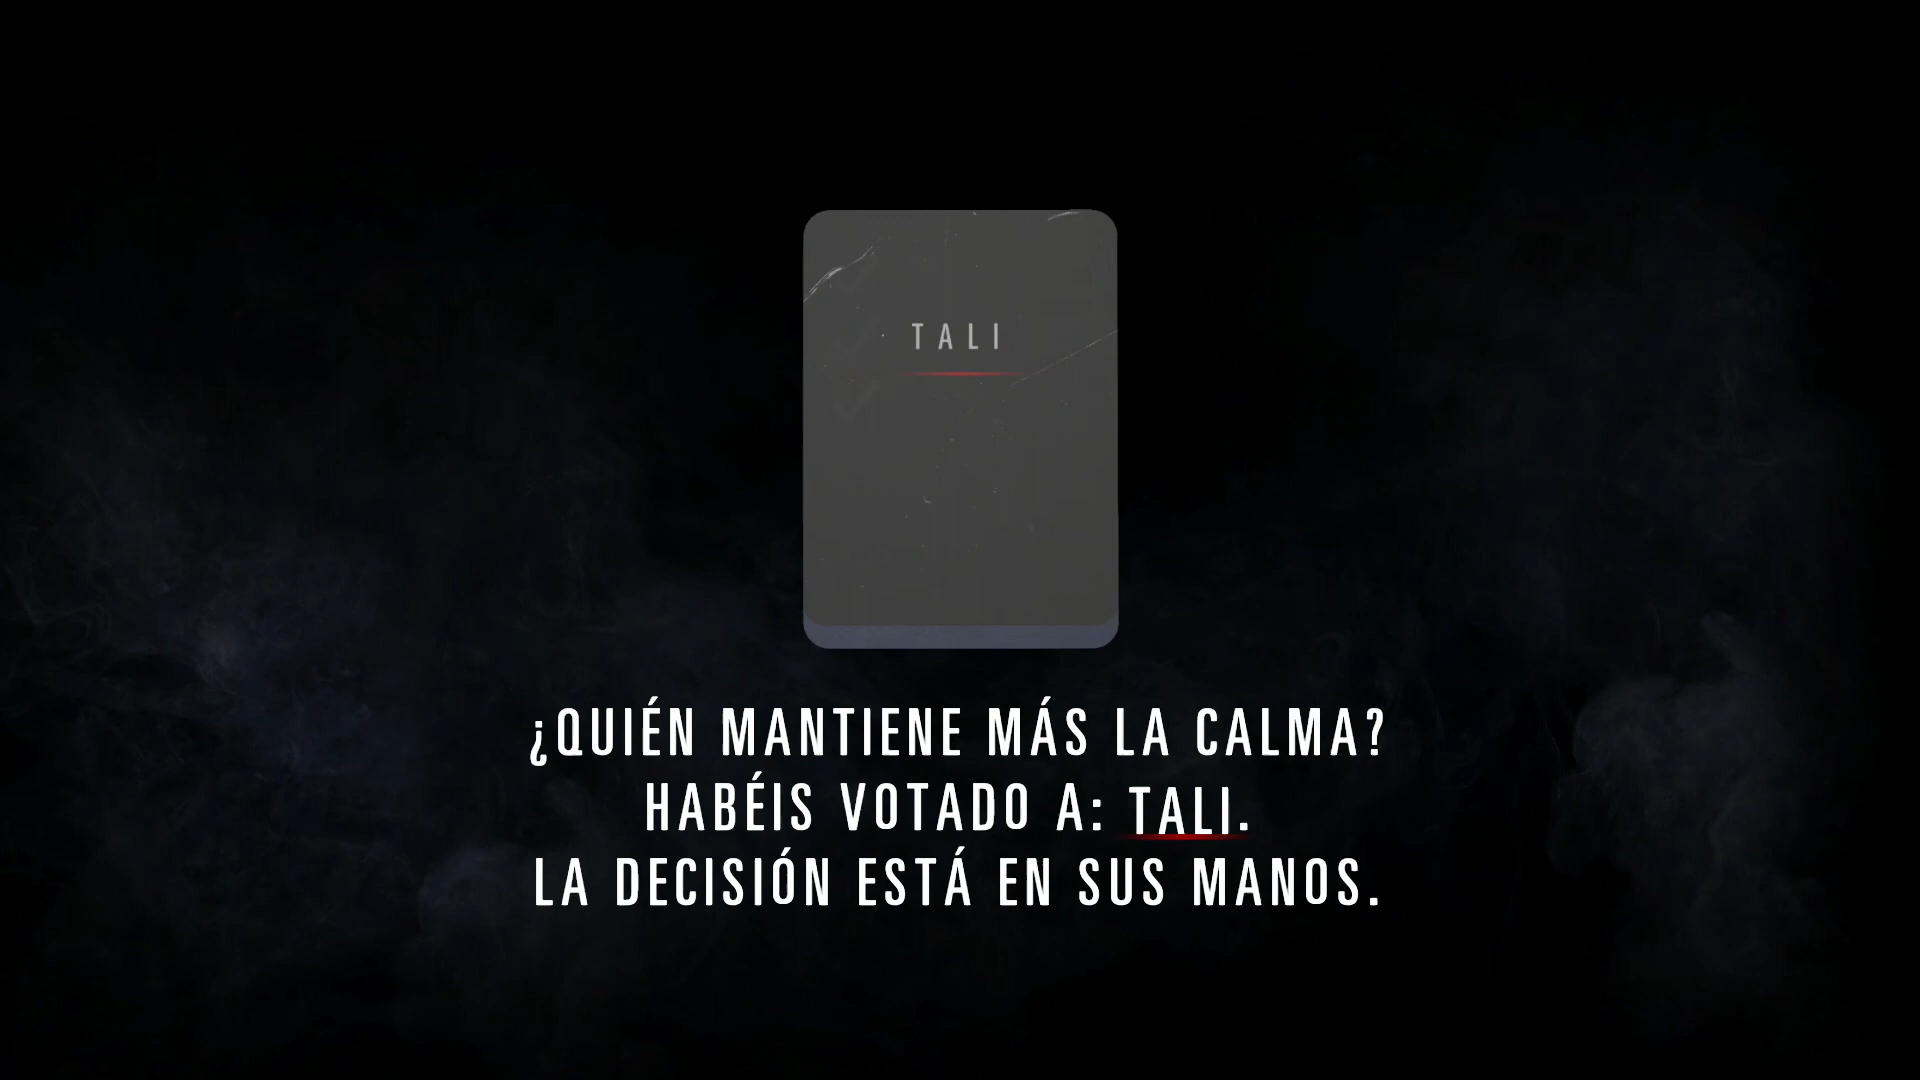 TALI
¿QUIÉN MANTIENE MÁS LA CALMA?
HABÉIS VOTADO A: TALI.
LA DECISIÓN ESTÁ EN SUS MANOS.